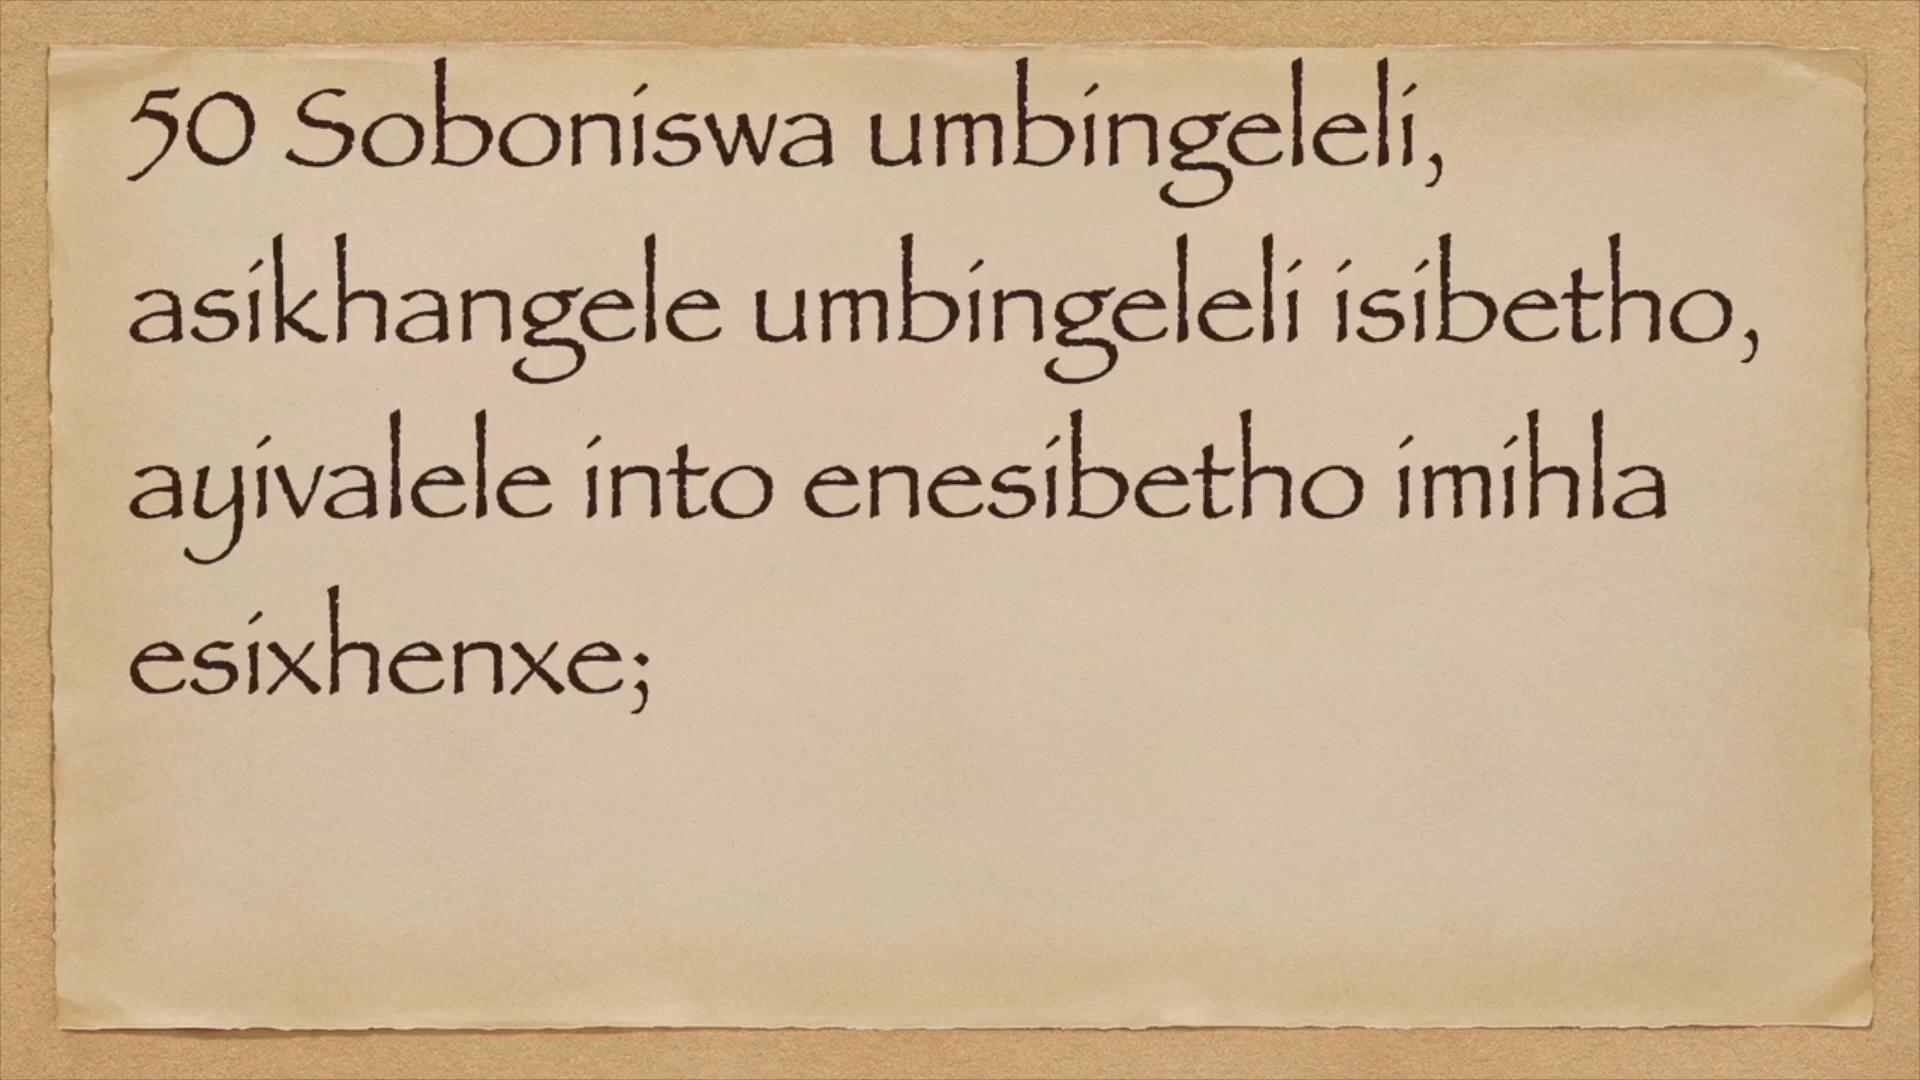 50 Soboniswa umbingeleli,
asikhangele umbingeleli isibetho,
ayivalele into enesibetho imihla
esixhenxe;